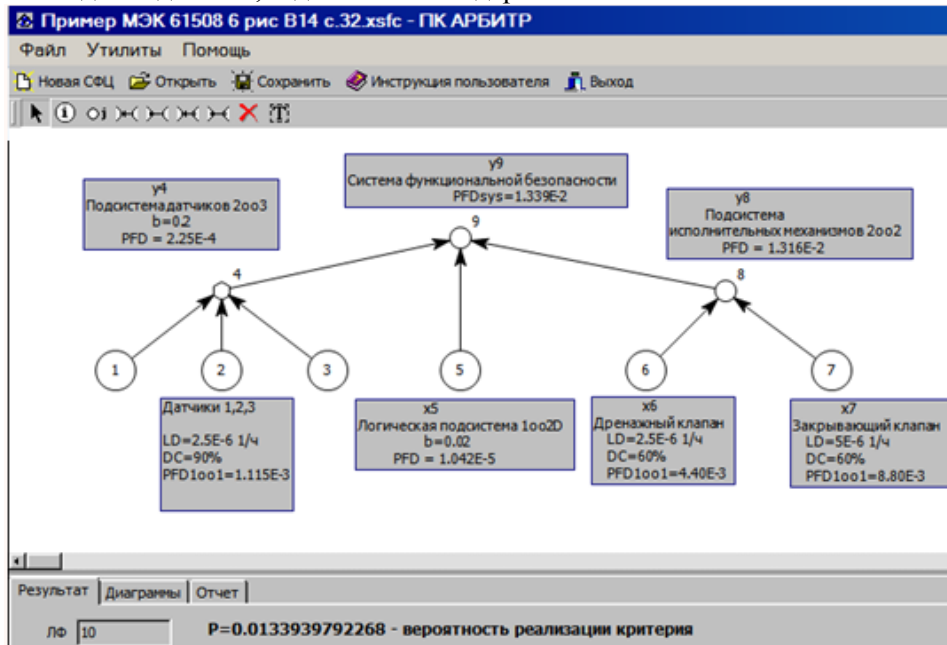 Пример МЭК 61508 6 рис В14 с.32.xsfc - ПК АРБИТР
Файл Утилиты Помощь
Новая СФЦ Открыть Сохранить Инструкция пользователя Выход
y9
Система функциональной безопасности
PFDsys=1.339E-2
y4
Подсистема датчиков 2оо3
b=0.2
PFD = 2.25E-4
y8
Подсистема
исполнительных механизмов 2оо2
PFD = 1.316E-2
9
4
8
1
2
3
5
6
7
Датчики 1,2,3
LD=2.5E-6 1/ч
DC=90%
PFD1oo1=1.115E-3
x5
Логическая подсистема 1оо2D
b=0.02
PFD = 1.042E-5
x6
Дренажный клапан
LD=2.5E-6 1/ч
DC=60%
PFD1oo1=4.40E-3
x7
Закрывающий клапан
LD=5E-6 1/ч
DC=60%
PFD1oo1=8.80E-3
Результат Диаграммы Отчет
ЛФ 10 P=0.0133939792268 - вероятность реализации критерия